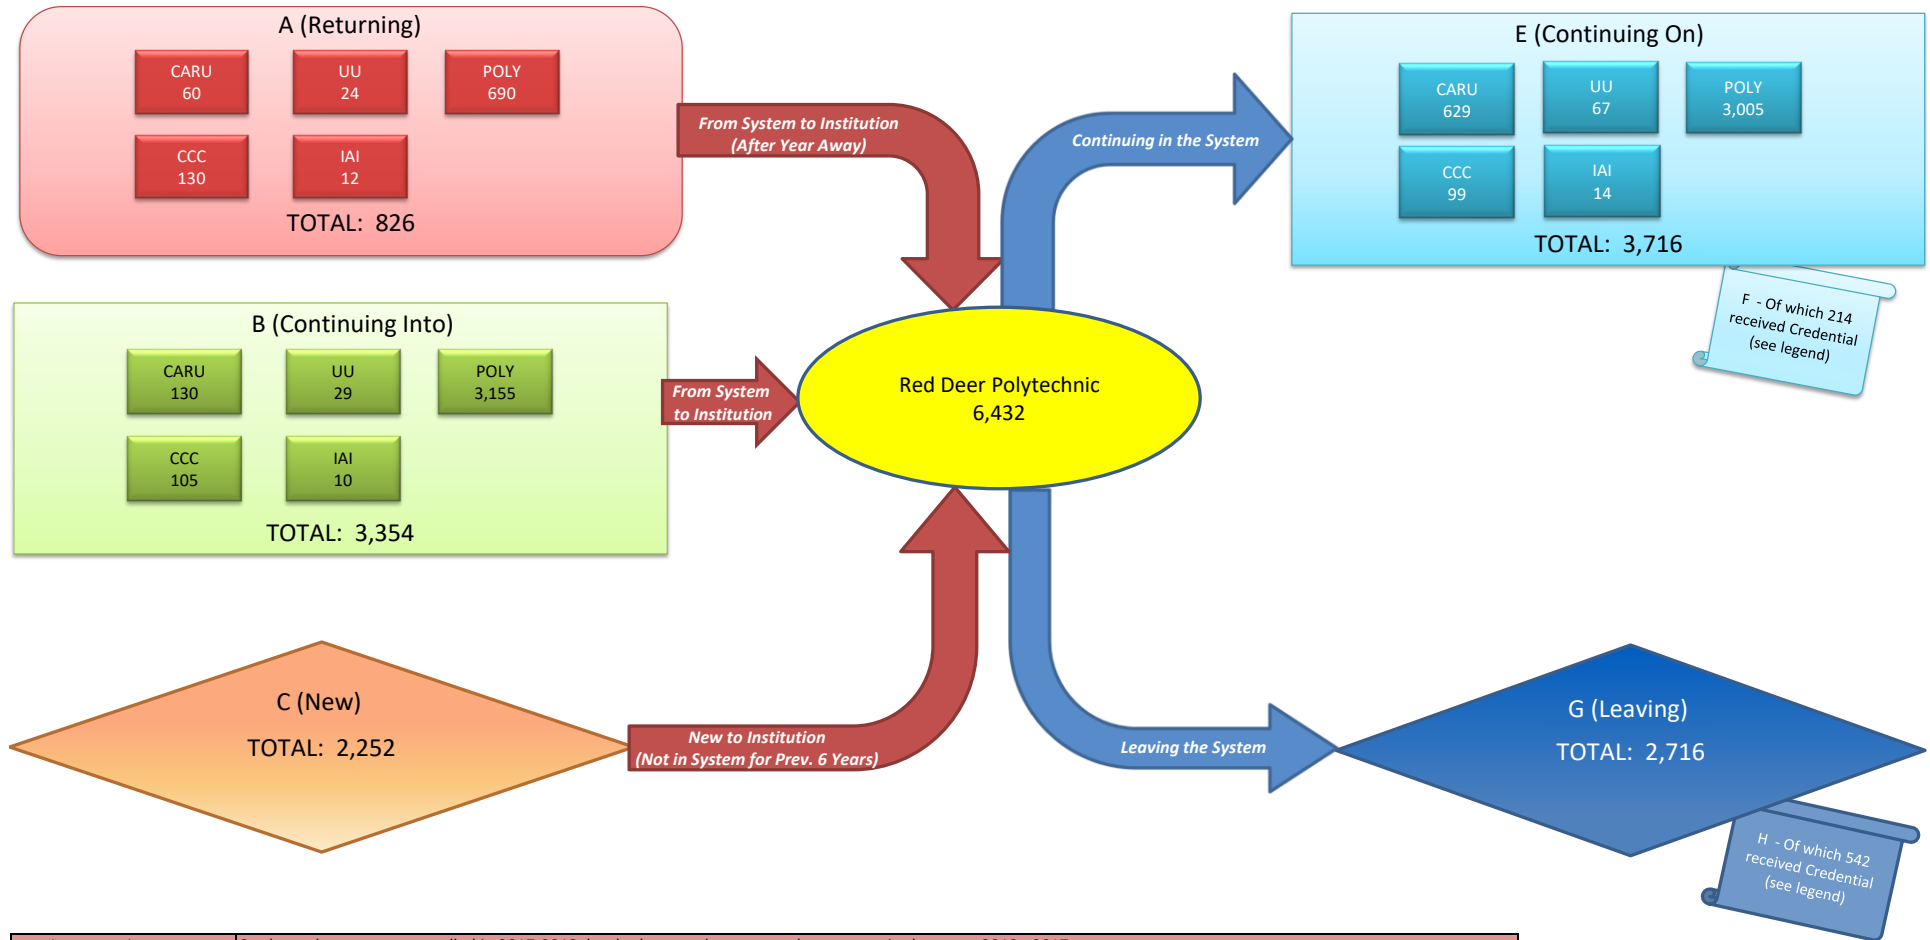 A (Returning)
CARU
60
UU
24
POLY
690
CCC
130
IAI
12
TOTAL: 826
From System to Institution
(After Year Away)
B (Continuing Into)
CARU
130
UU
29
POLY
3,155
CCC
105
IAI
10
TOTAL: 3,354
From System
to Institution
C (New)
TOTAL: 2,252
New to Institution
(Not in System for Prev. 6 Years)
Red Deer Polytechnic
6,432
Continuing in the System
E (Continuing On)
CARU
629
UU
67
POLY
3,005
CCC
99
IAI
14
TOTAL: 3,716
F - Of which 214
received Credential
(see legend)
Leaving the System
G (Leaving)
TOTAL: 2,716
H - Of which 542
received Credential
(see legend)